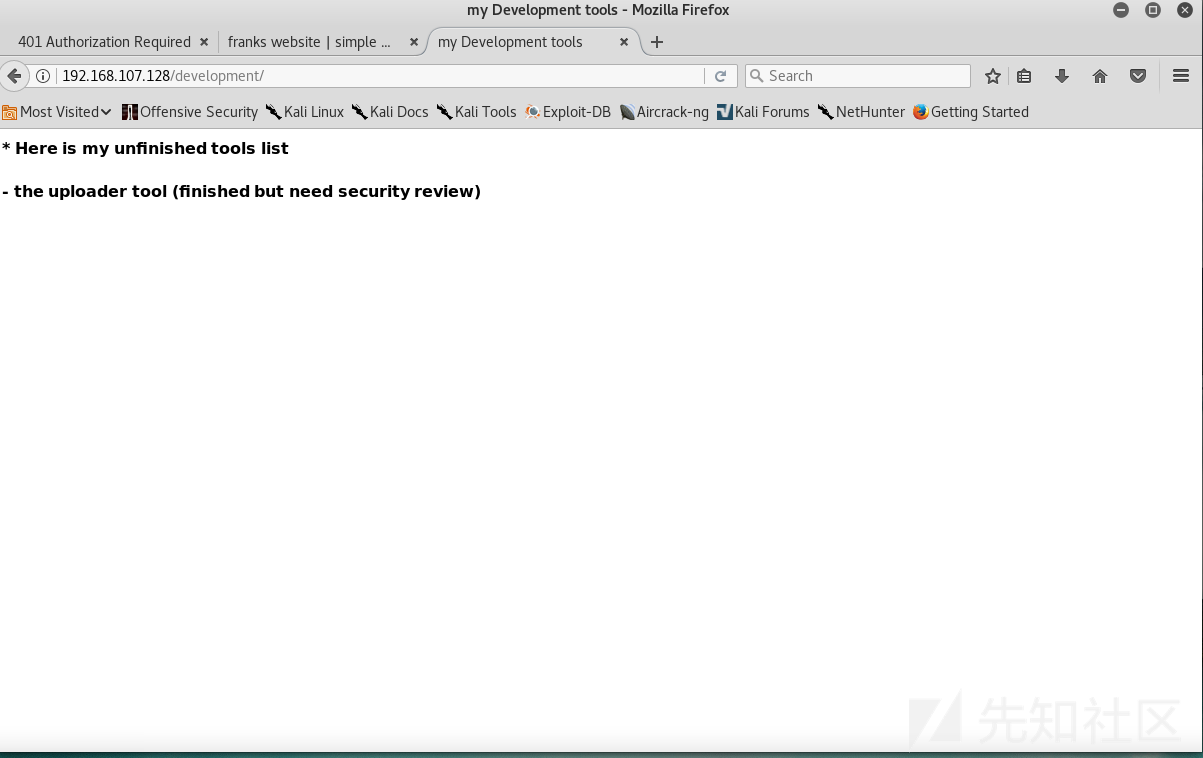 my Development tools - Mozilla Firefox
401 Authorization Required
franks website | simple ...
my Development tools
192.168.107.128/development/
Search
Most Visited
Offensive Security
Kali Linux
Kali Docs
Kali Tools
Exploit-DB
Aircrack-ng
Kali Forums
NetHunter
Getting Started
* Here is my unfinished tools list
- the uploader tool (finished but need security review)
先知社区